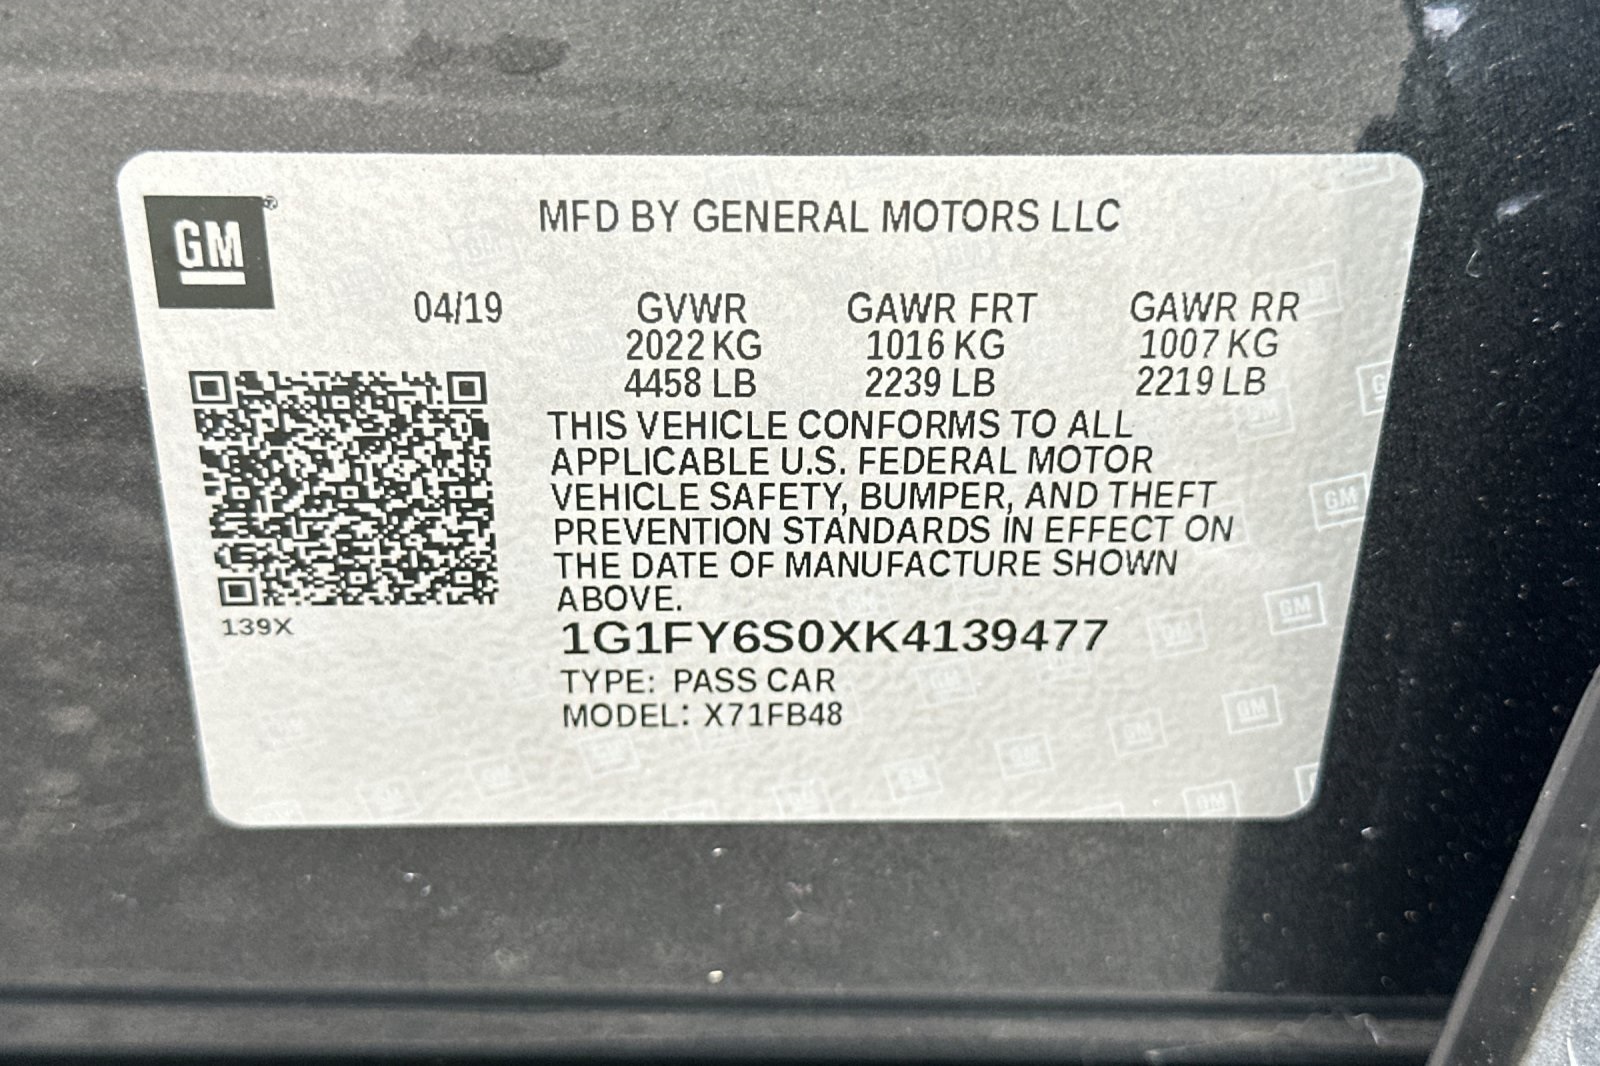 GM®
MFD BY GENERAL MOTORS LLC
04/19 GVWR GAWR FRT GAWR RR
2022 KG 1016 KG 1007 KG
4458 LB 2239 LB 2219 LB
THIS VEHICLE CONFORMS TO ALL
APPLICABLE U.S. FEDERAL MOTOR
VEHICLE SAFETY, BUMPER, AND THEFT
PREVENTION STANDARDS IN EFFECT ON
THE DATE OF MANUFACTURE SHOWN
ABOVE.
139X
1G1FY6S0XK4139477
TYPE: PASS CAR
MODEL: X71FB48